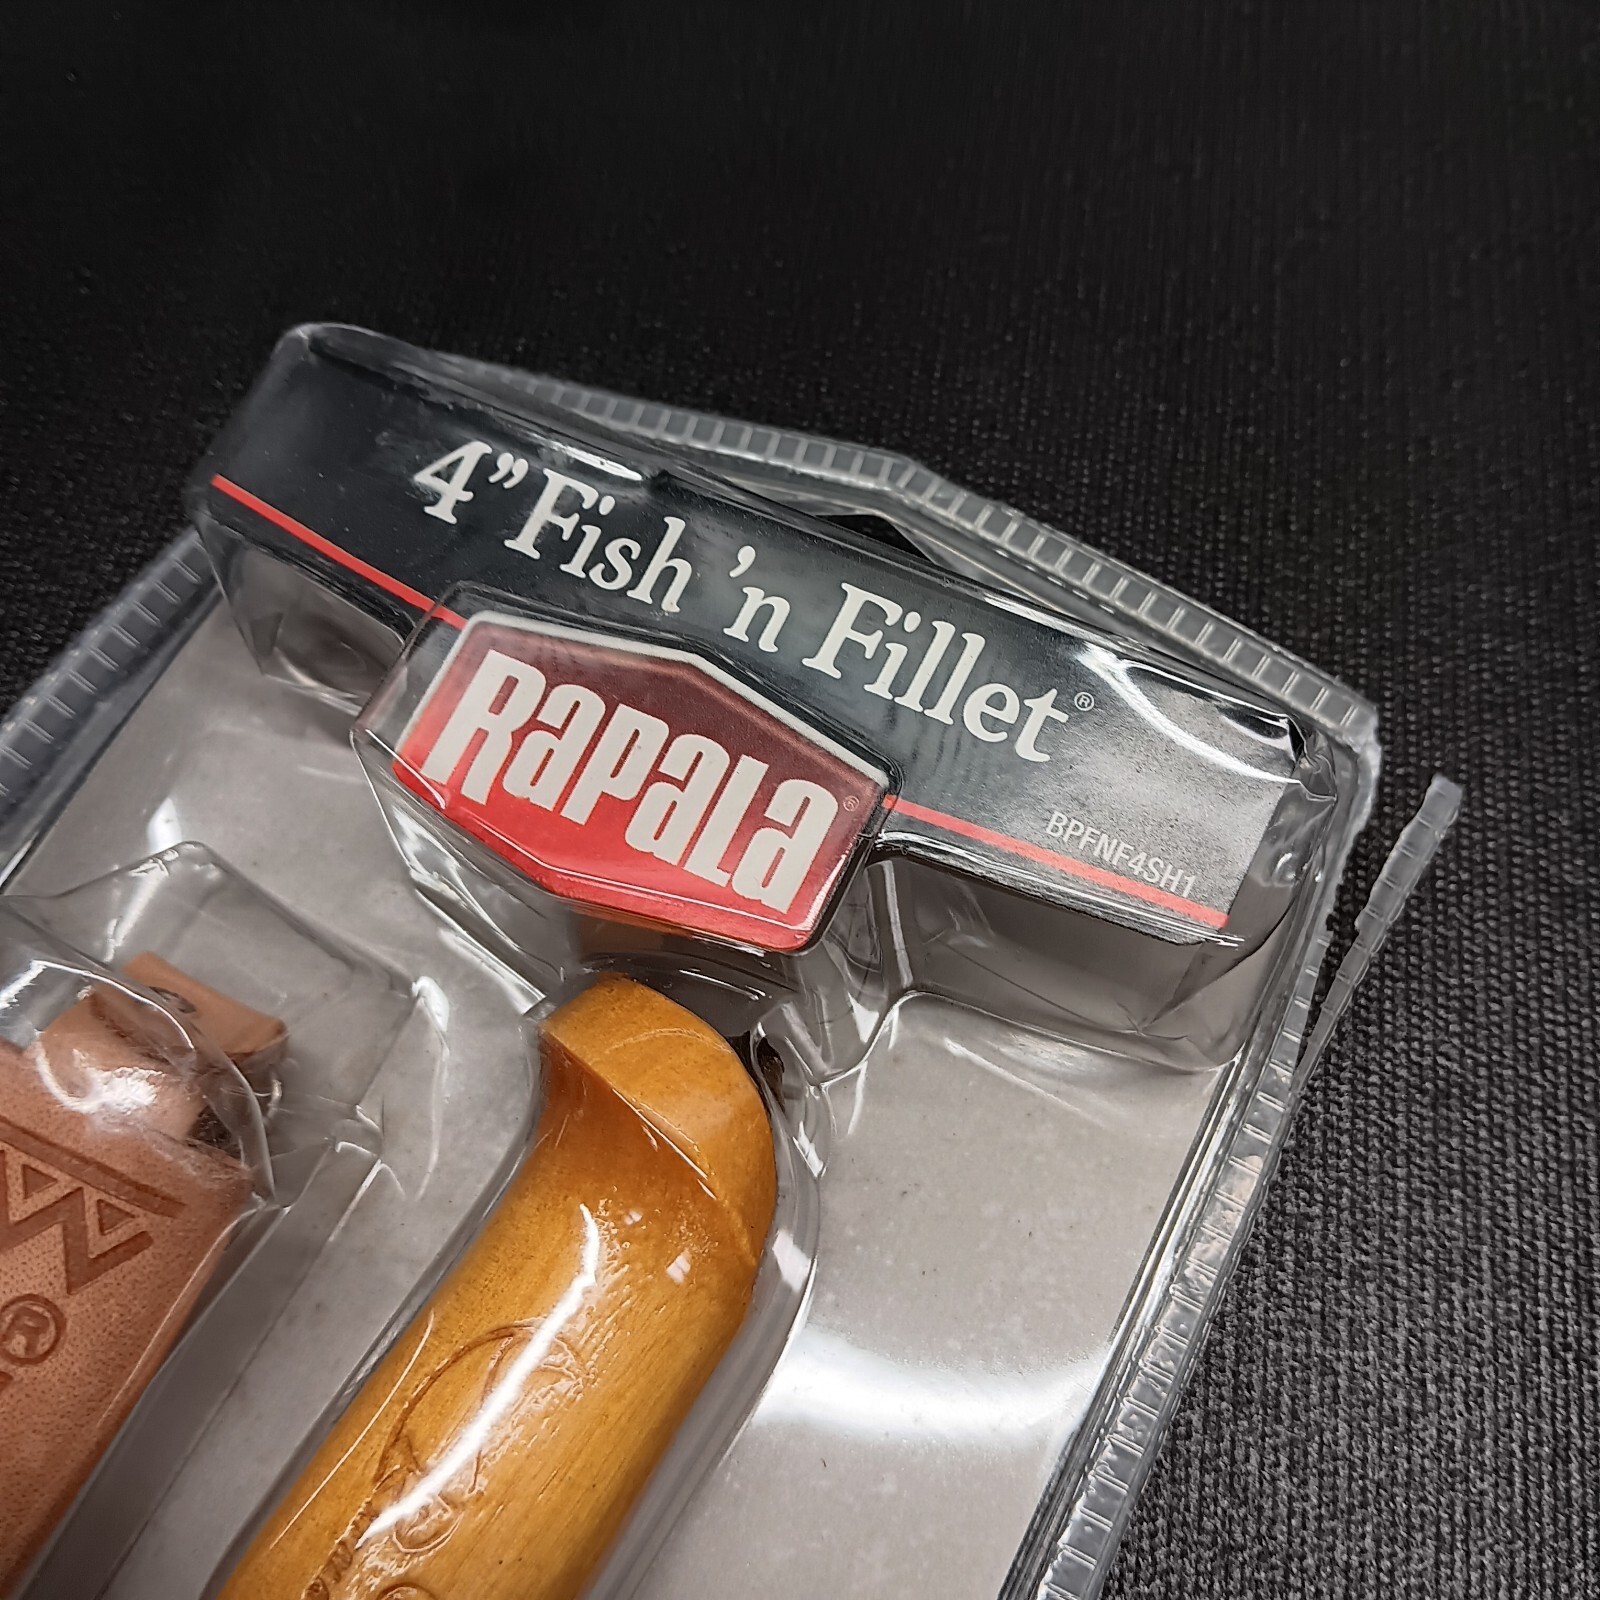 4” Fish ’n Fillet®
RAPALA®
BPFNF4SH1
®